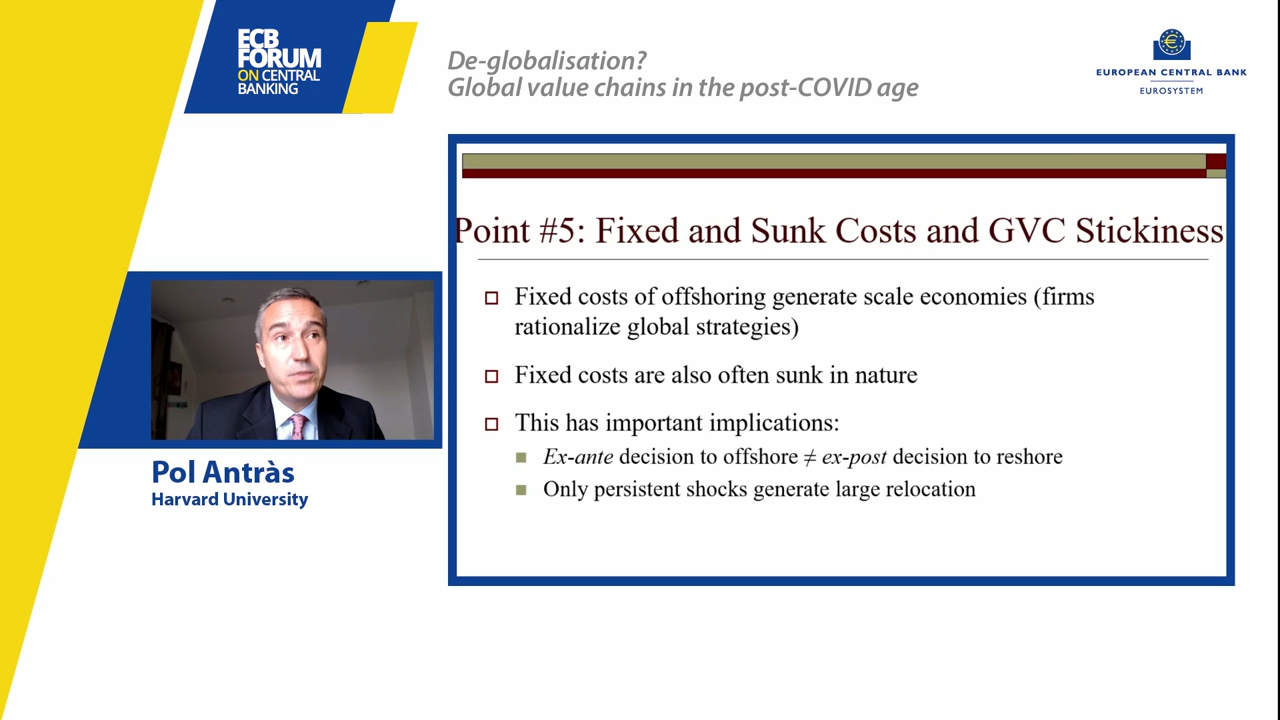 ECB
FORUM
ON CENTRAL
BANKING
De-globalisation?
Global value chains in the post-COVID age
EUROPEAN CENTRAL BANK
EUROSYSTEM
Point #5: Fixed and Sunk Costs and GVC Stickiness
Fixed costs of offshoring generate scale economies (firms
rationalize global strategies)
Fixed costs are also often sunk in nature
This has important implications:
Ex-ante decision to offshore ≠ ex-post decision to reshore
Only persistent shocks generate large relocation
Pol Antràs
Harvard University